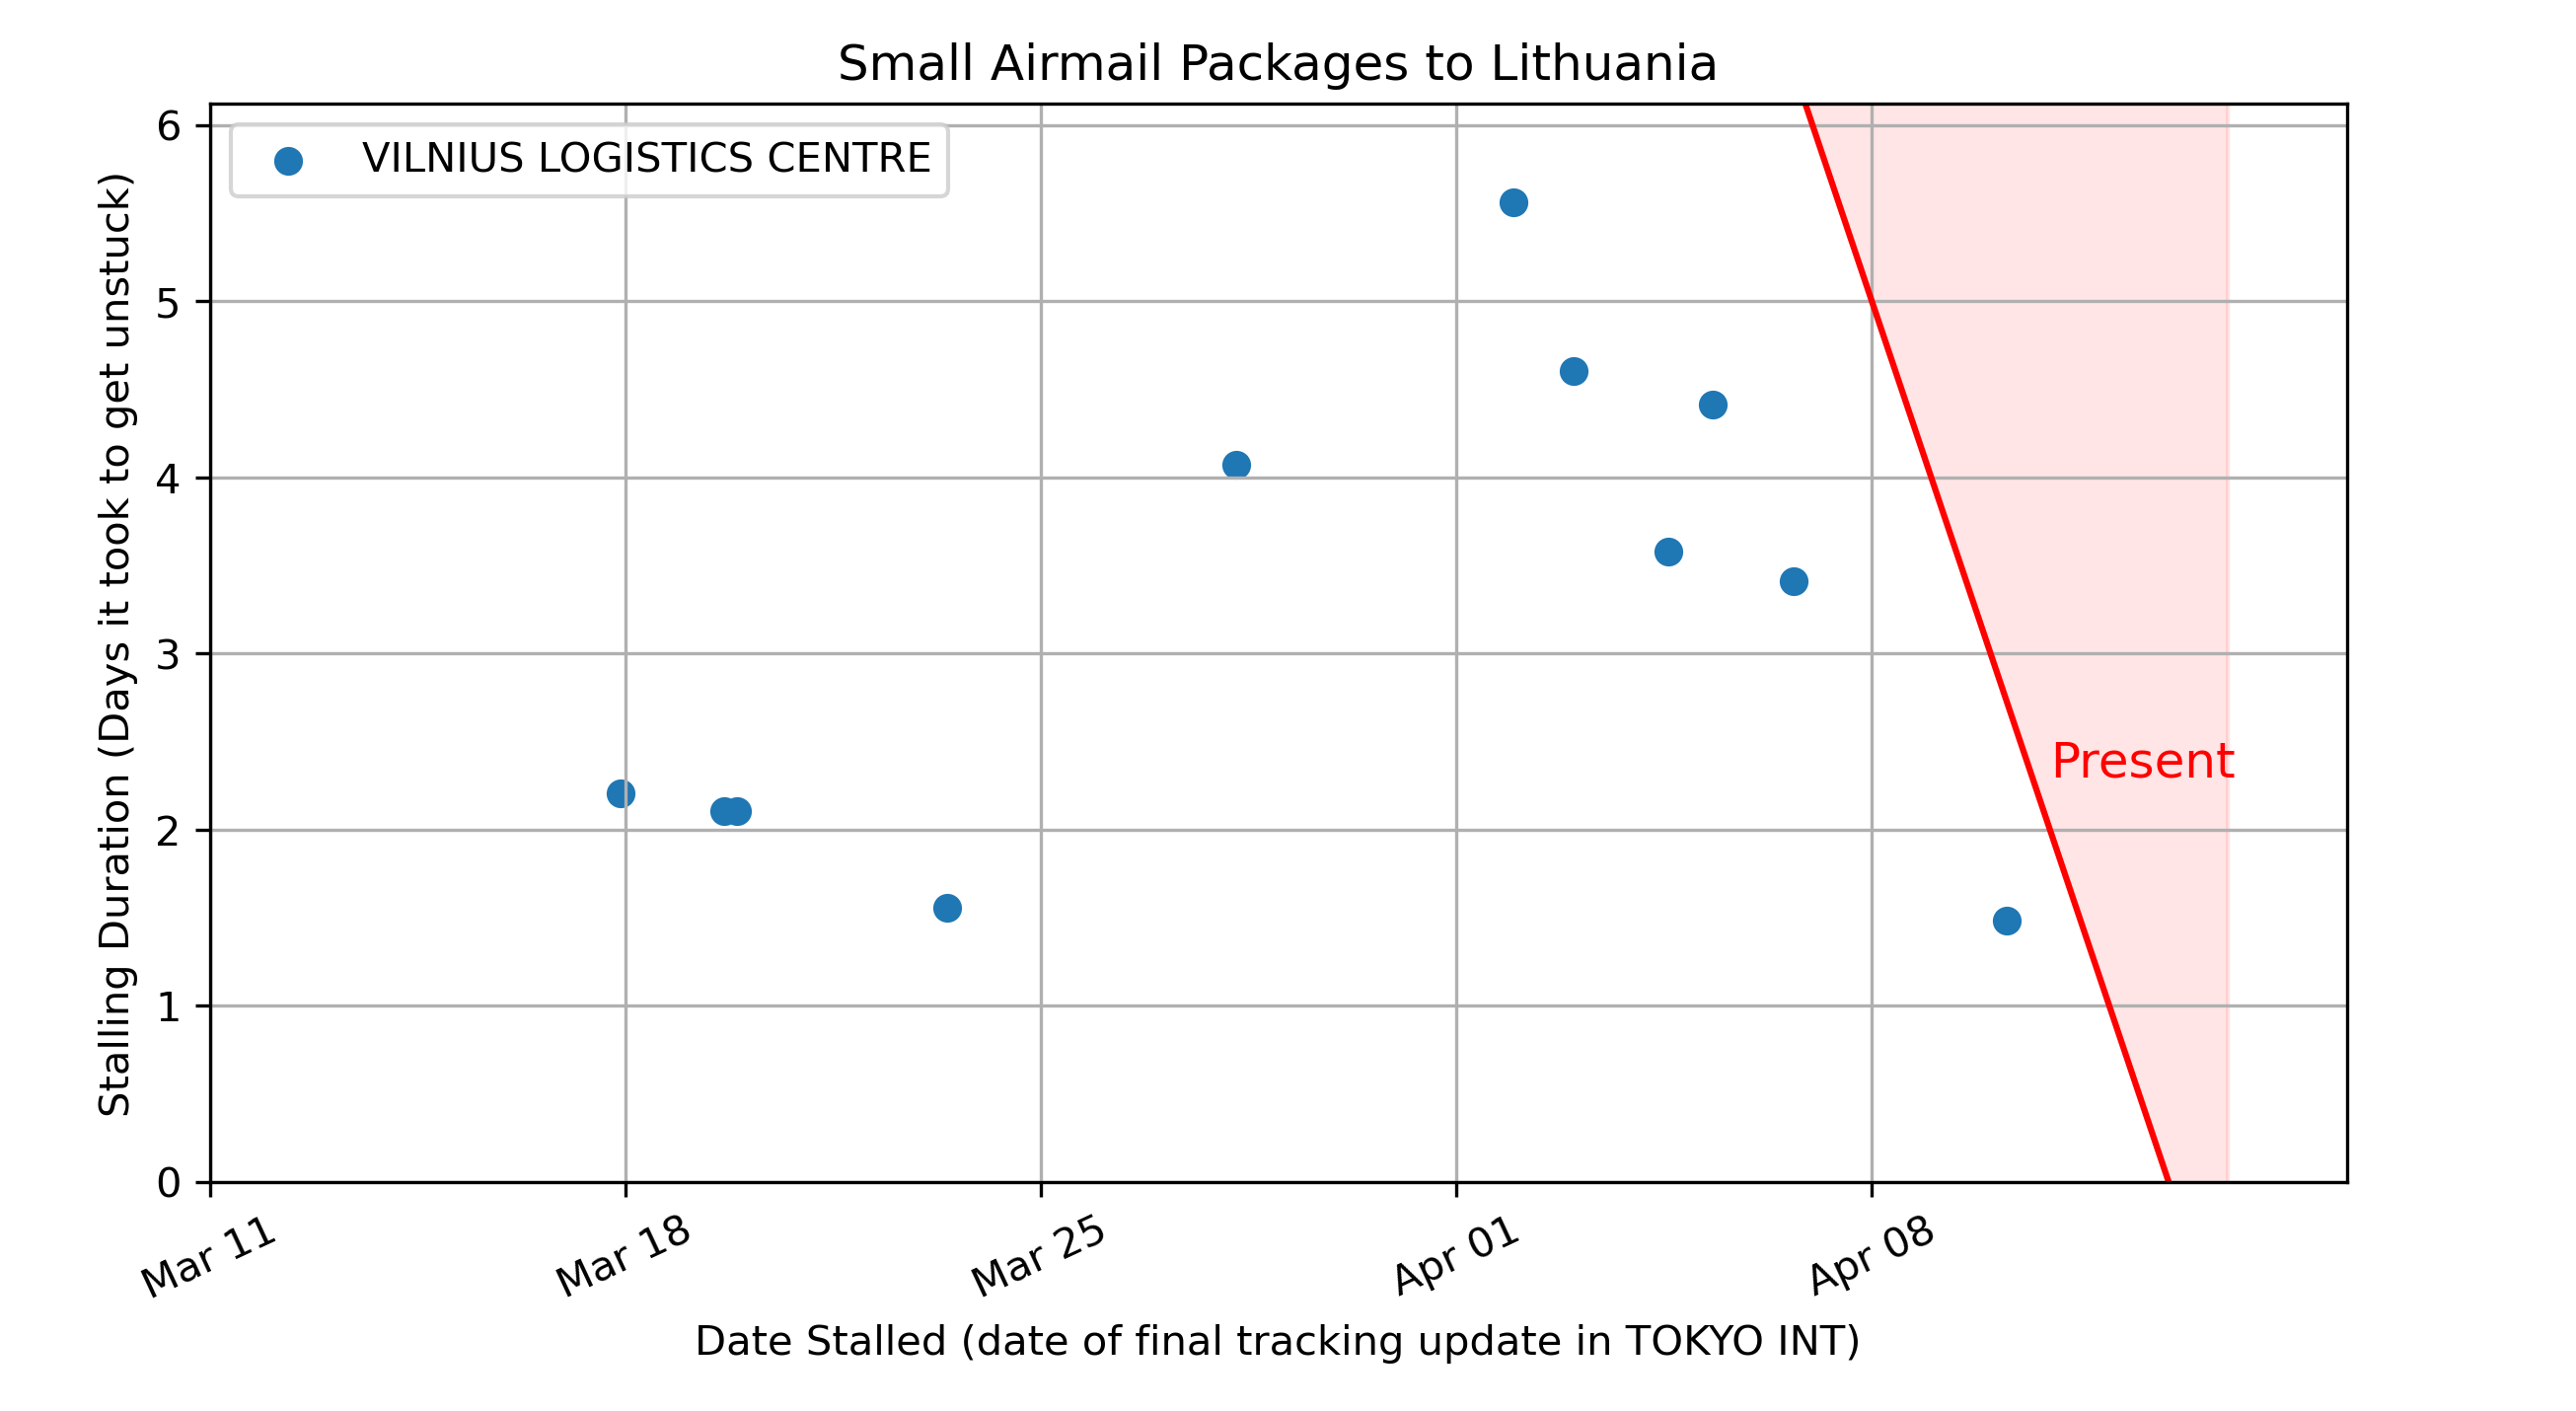 Small Airmail Packages to Lithuania
VILNIUS LOGISTICS CENTRE
Stalling Duration (Days it took to get unstuck)
6
5
4
3
2
1
0
Present
Mar 11
Mar 18
Mar 25
Apr 01
Apr 08
Date Stalled (date of final tracking update in TOKYO INT)